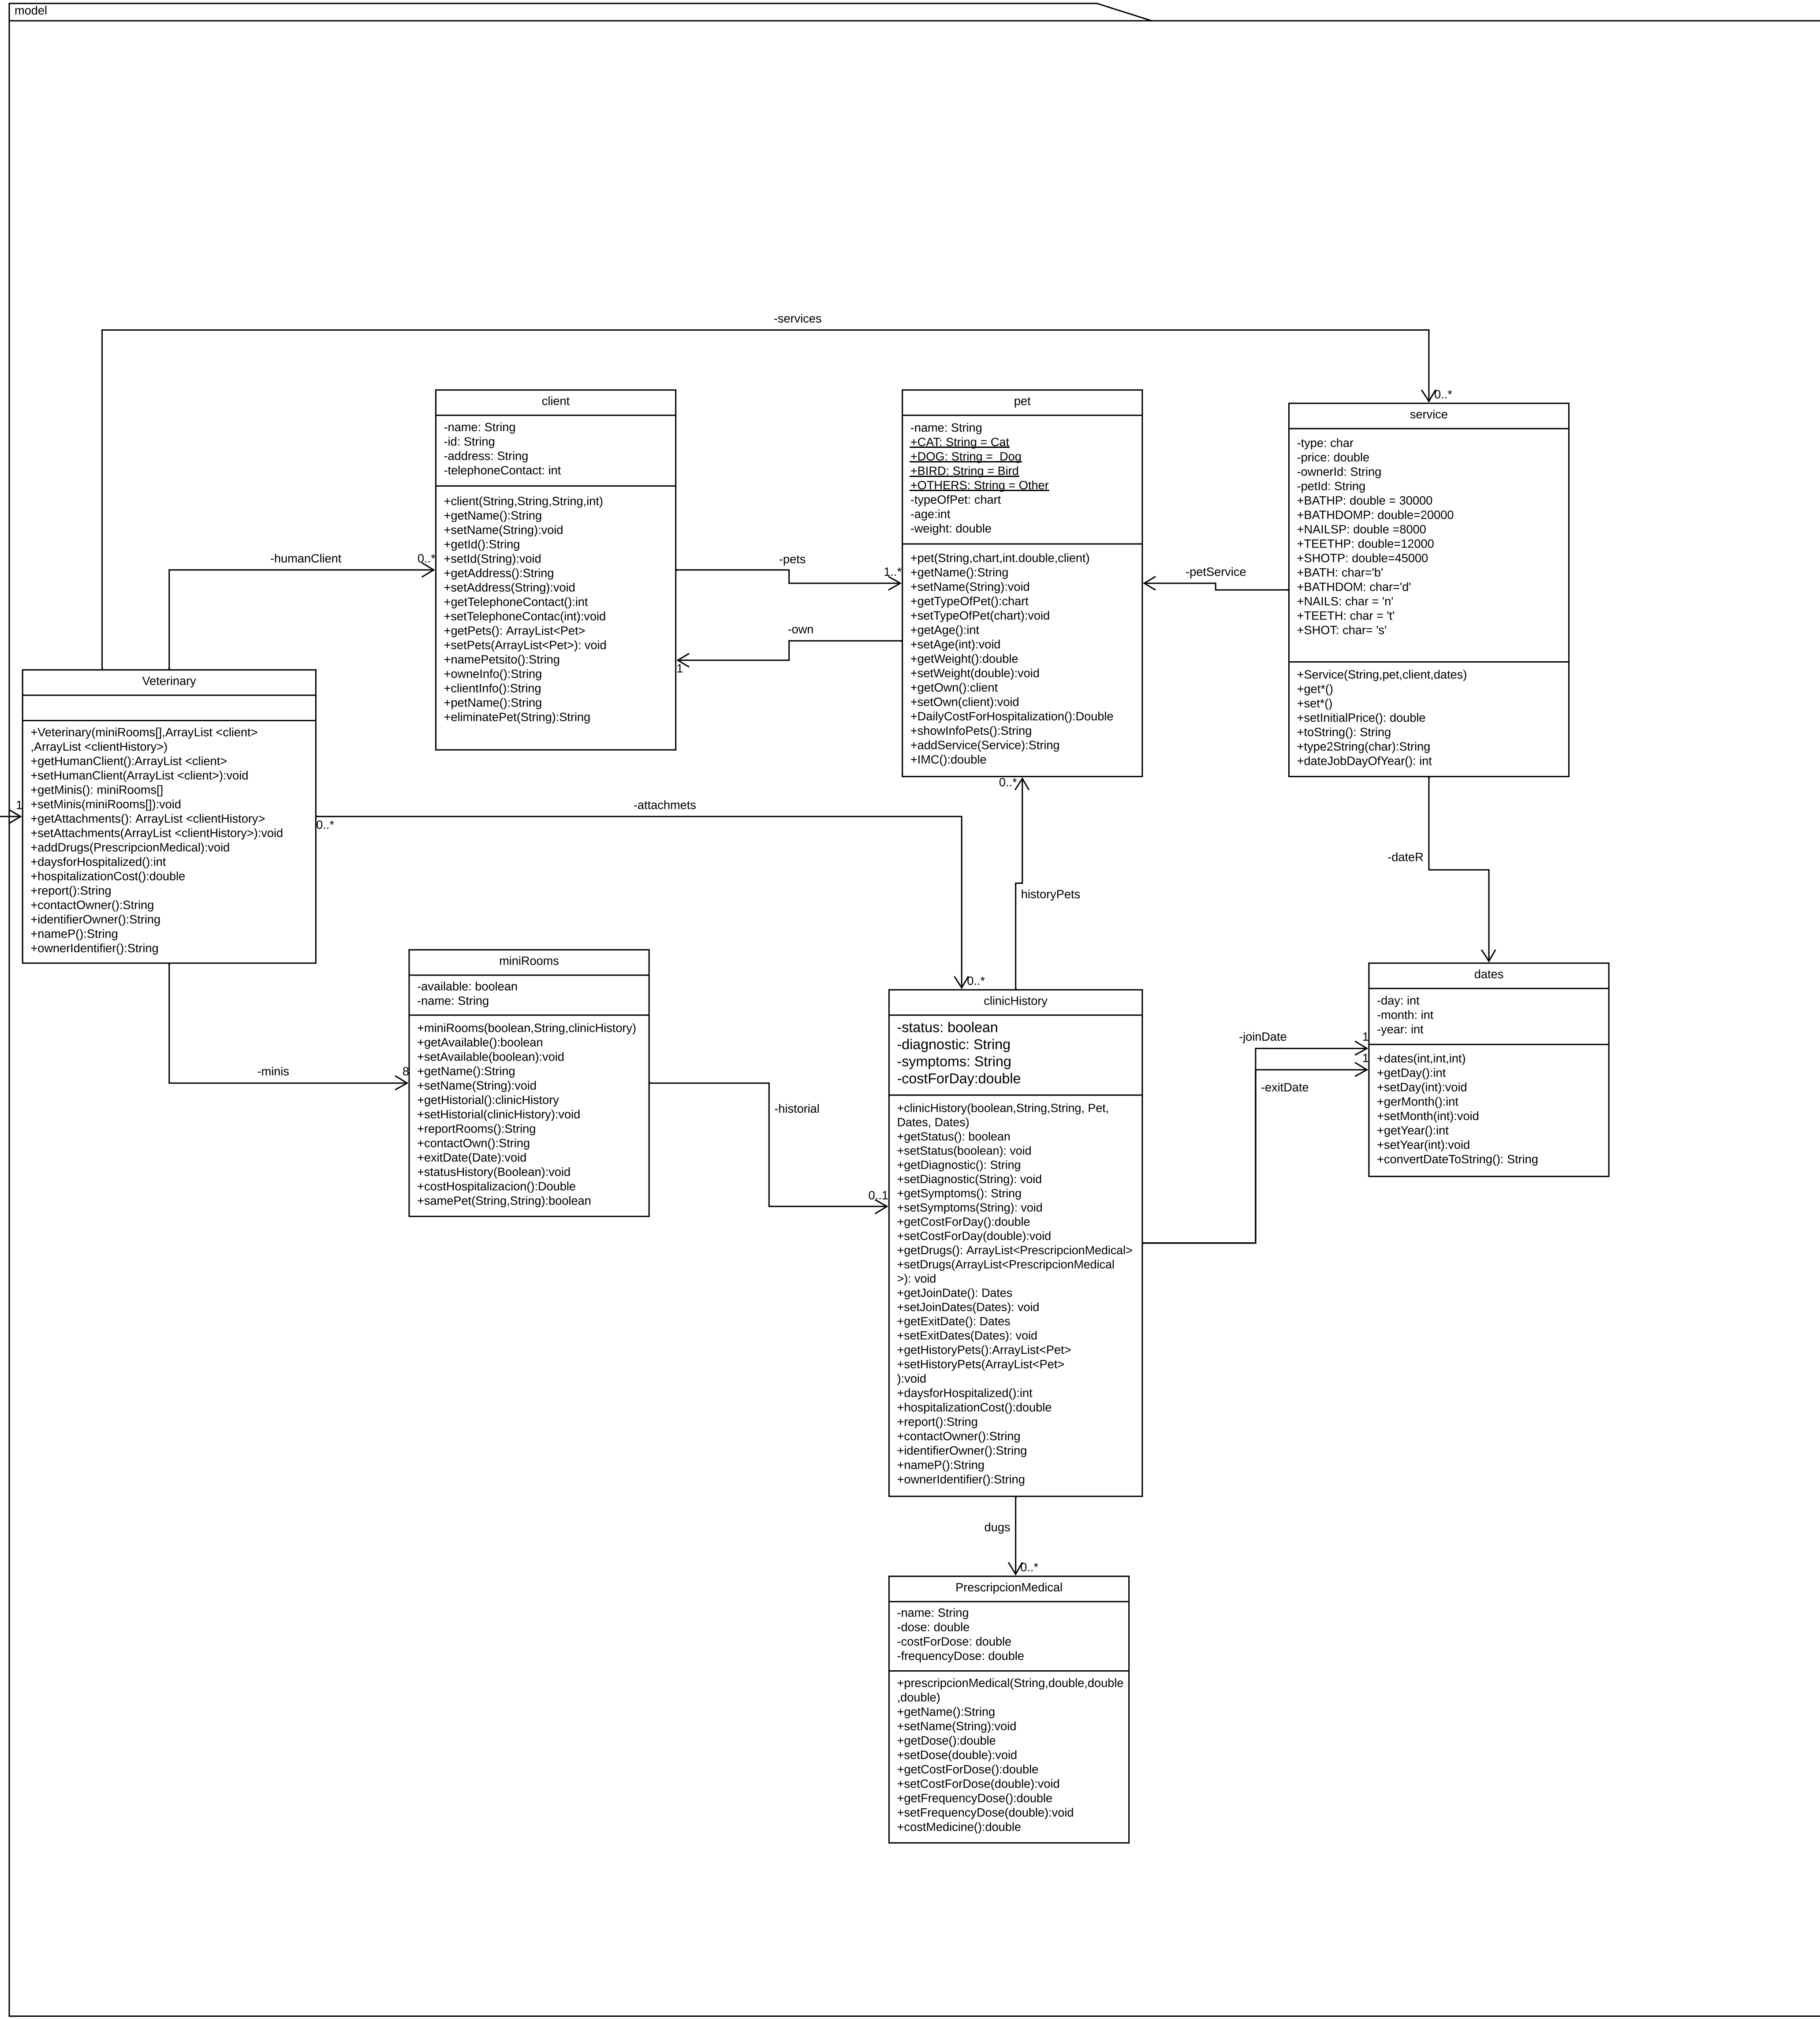 model
-services
0..*
client
-name: String
-id: String
-address: String
-telephoneContact: int
+client(String,String,String,int)
+getName():String
+setName(String):void
+getId():String
+setId(String):void
+getAddress():String
+setAddress(String):void
+getTelephoneContact():int
+setTelephoneContac(int):void
+getPets(): ArrayList<Pet>
+setPets(ArrayList<Pet>): void
+namePetsito():String
+owneInfo():String
+clientInfo():String
+petName():String
+eliminatePet(String):String
pet
-name: String
+CAT: String = Cat
+DOG: String =  Dog
+BIRD: String = Bird
+OTHERS: String = Other
-typeOfPet: chart
-age:int
-weight: double
+pet(String,chart,int.double,client)
+getName():String
+setName(String):void
+getTypeOfPet():chart
+setTypeOfPet(chart):void
+getAge():int
+setAge(int):void
+getWeight():double
+setWeight(double):void
+getOwn():client
+setOwn(client):void
+DailyCostForHospitalization():Double
+showInfoPets():String
+addService(Service):String
+IMC():double
service
-type: char
-price: double
-ownerId: String
-petId: String
+BATHP: double = 30000
+BATHDOMP: double=20000
+NAILSP: double =8000
+TEETHP: double=12000
+SHOTP: double=45000
+BATH: char='b'
+BATHDOM: char='d'
+NAILS: char = 'n'
+TEETH: char = 't'
+SHOT: char= 's'
+Service(String,pet,client,dates)
+get*()
+set*()
+setInitialPrice(): double
+toString(): String
+type2String(char):String
+dateJobDayOfYear(): int
-humanClient
0..*
-pets
1..*
-own
1
-petService
Veterinary
+Veterinary(miniRooms[],ArrayList <client>
,ArrayList <clientHistory>)
+getHumanClient():ArrayList <client>
+setHumanClient(ArrayList <client>):void
+getMinis(): miniRooms[]
+setMinis(miniRooms[]):void
+getAttachments(): ArrayList <clientHistory>
+setAttachments(ArrayList <clientHistory>):void
+addDrugs(PrescripcionMedical):void
+daysforHospitalized():int
+hospitalizationCost():double
+report():String
+contactOwner():String
+identifierOwner():String
+nameP():String
+ownerIdentifier():String
1
0..*
-attachmets
0..*
0..*
historyPets
-dateR
-minis
8
miniRooms
-available: boolean
-name: String
+miniRooms(boolean,String,clinicHistory)
+getAvailable():boolean
+setAvailable(boolean):void
+getName():String
+setName(String):void
+getHistorial():clinicHistory
+setHistorial(clinicHistory):void
+reportRooms():String
+contactOwn():String
+exitDate(Date):void
+statusHistory(Boolean):void
+costHospitalizacion():Double
+samePet(String,String):boolean
-historial
0..1
clinicHistory
-status: boolean
-diagnostic: String
-symptoms: String
-costForDay:double
+clinicHistory(boolean,String,String, Pet,
Dates, Dates)
+getStatus(): boolean
+setStatus(boolean): void
+getDiagnostic(): String
+setDiagnostic(String): void
+getSymptoms(): String
+setSymptoms(String): void
+getCostForDay():double
+setCostForDay(double):void
+getDrugs(): ArrayList<PrescripcionMedical>
+setDrugs(ArrayList<PrescripcionMedical
>): void
+getJoinDate(): Dates
+setJoinDates(Dates): void
+getExitDate(): Dates
+setExitDates(Dates): void
+getHistoryPets():ArrayList<Pet>
+setHistoryPets(ArrayList<Pet>
):void
+daysforHospitalized():int
+hospitalizationCost():double
+report():String
+contactOwner():String
+identifierOwner():String
+nameP():String
+ownerIdentifier():String
-joinDate
1
1
-exitDate
dates
-day: int
-month: int
-year: int
+dates(int,int,int)
+getDay():int
+setDay(int):void
+gerMonth():int
+setMonth(int):void
+getYear():int
+setYear(int):void
+convertDateToString(): String
dugs
0..*
PrescripcionMedical
-name: String
-dose: double
-costForDose: double
-frequencyDose: double
+prescripcionMedical(String,double,double
,double)
+getName():String
+setName(String):void
+getDose():double
+setDose(double):void
+getCostForDose():double
+setCostForDose(double):void
+getFrequencyDose():double
+setFrequencyDose(double):void
+costMedicine():double